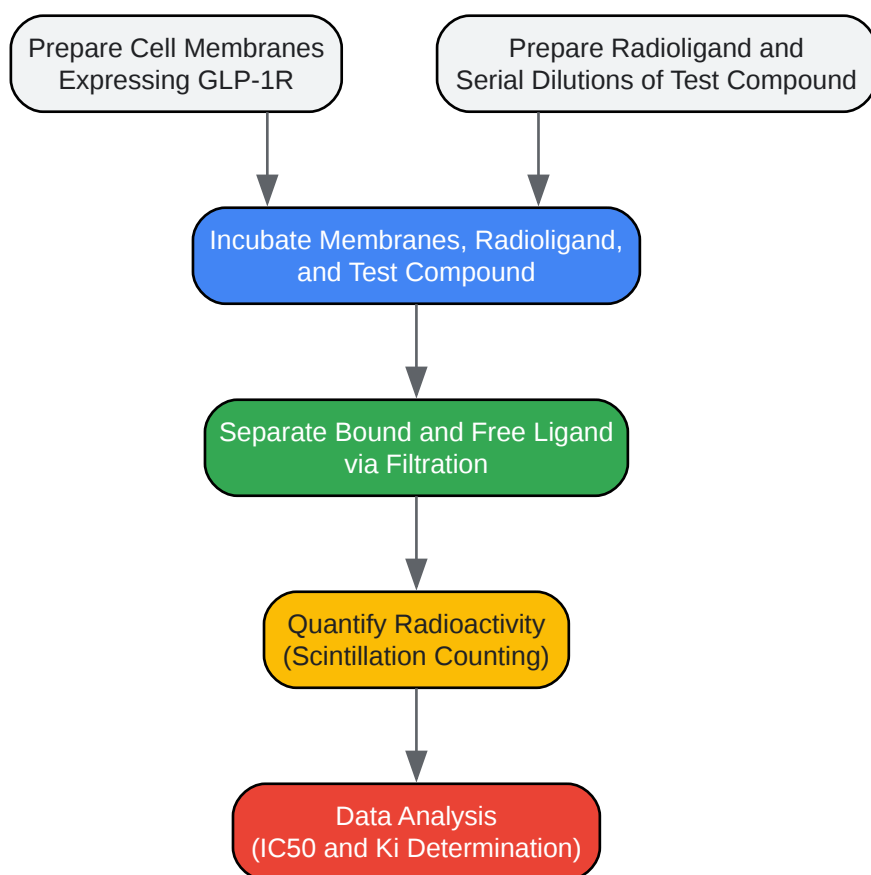 Prepare Cell Membranes
Expressing GLP-1R
Prepare Radioligand and
Serial Dilutions of Test Compound
Incubate Membranes, Radioligand,
and Test Compound
Separate Bound and Free Ligand
via Filtration
Quantify Radioactivity
(Scintillation Counting)
Data Analysis
(IC50 and Ki Determination)